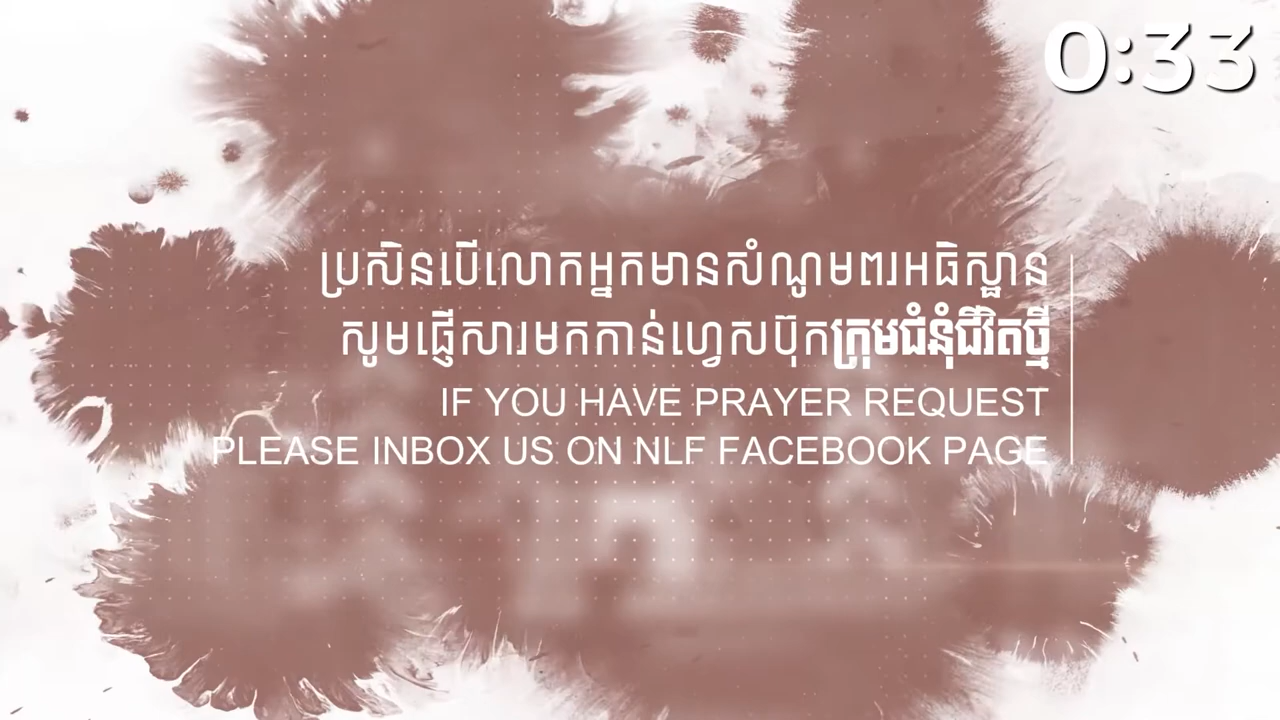 0:33
ប្រសិនបើលោកអ្នកមានសំណូមពរអធិស្ឋាន
សូមផ្ញើសារមកកាន់ហ្វេសប៊ុកក្រុមជំនុំជីវិតថ្មី
IF YOU HAVE PRAYER REQUEST
PLEASE INBOX US ON NLF FACEBOOK PAGE